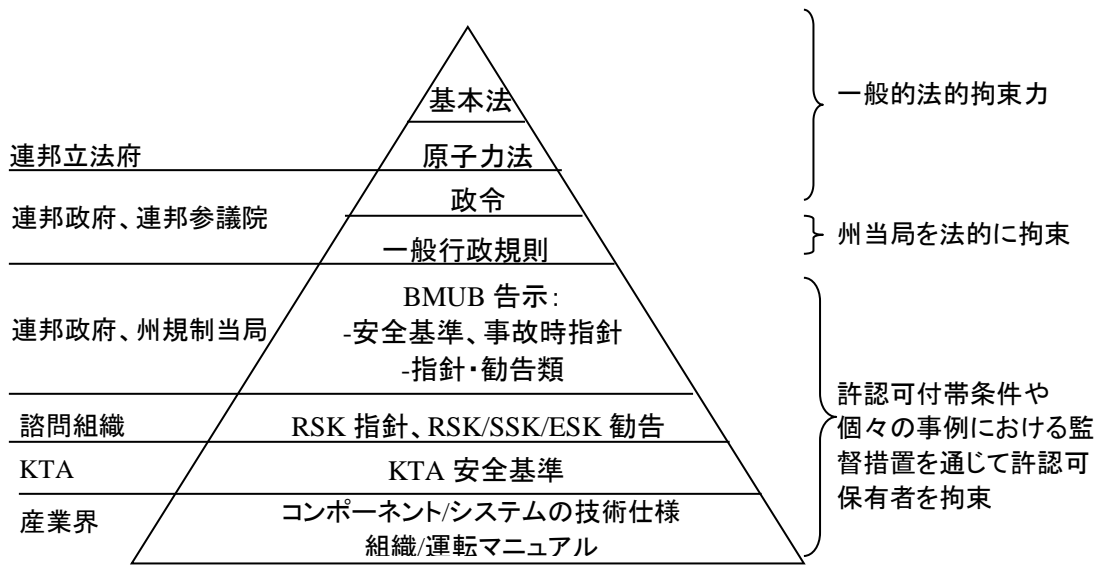 基本法
一般的法的拘束力
連邦立法府
原子力法
政令
連邦政府、連邦参議院
州当局を法的に拘束
一般行政規則
BMUB 告示：
連邦政府、州規制当局
-安全基準、事故時指針
-指針・勧告類
許認可付帯条件や
個々の事例における監
督措置を通じて許認可
保有者を拘束
諮問組織
RSK 指針、RSK/SSK/ESK 勧告
KTA
KTA 安全基準
産業界
コンポーネント/システムの技術仕様
組織/運転マニュアル